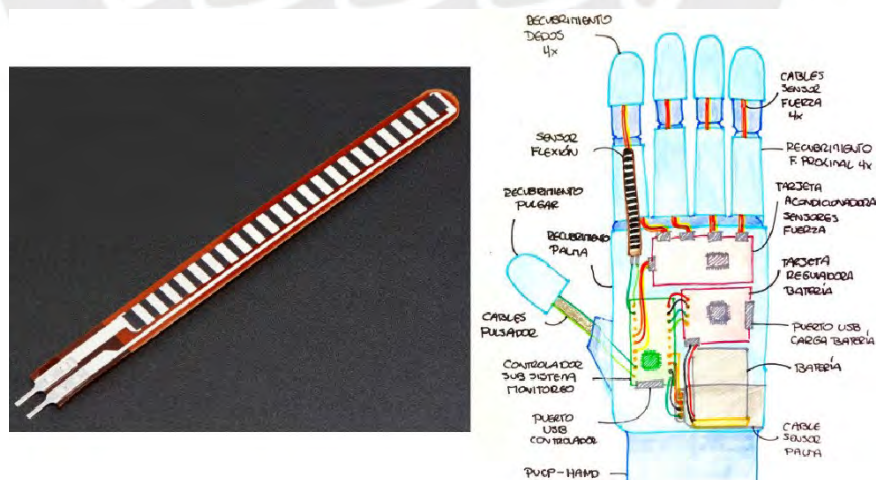 RECUBRIMIENTO
DEDOS
4x
CABLES
SENSOR
FUERZA
4x
SENSOR
FLEXIÓN
RECUBRIMIENTO
F. PROXIMAL 4x
RECUBRIMIENTO
PULGAR
TARJETA
ACONDICIONADORA
SENSORES
FUERZA
RECUBRIMIENTO
PALMA
TARJETA
REGULADORA
BATERÍA
CABLES
PULSADOR
PUERTO USB
CARGA BATERÍA
CONTROLADOR
SUB SISTEMA
MONITOREO
BATERÍA
PUERTO
USB
CONTROLADOR
CABLE
SENSOR
PALMA
PUCP-HAND